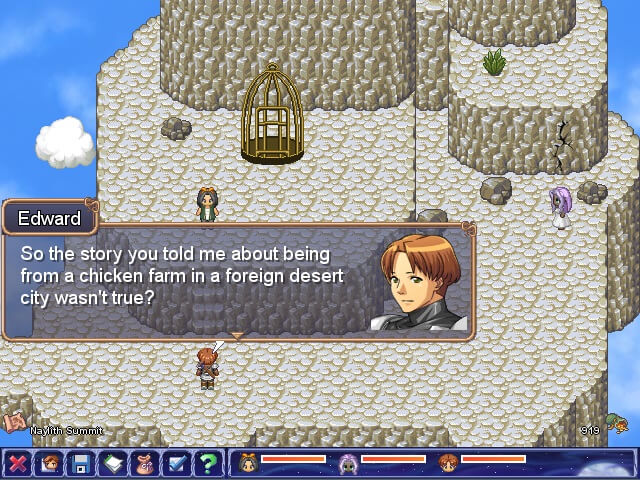 Edward
So the story you told me about being
from a chicken farm in a foreign desert
city wasn't true?
Naylith Summit
919
?